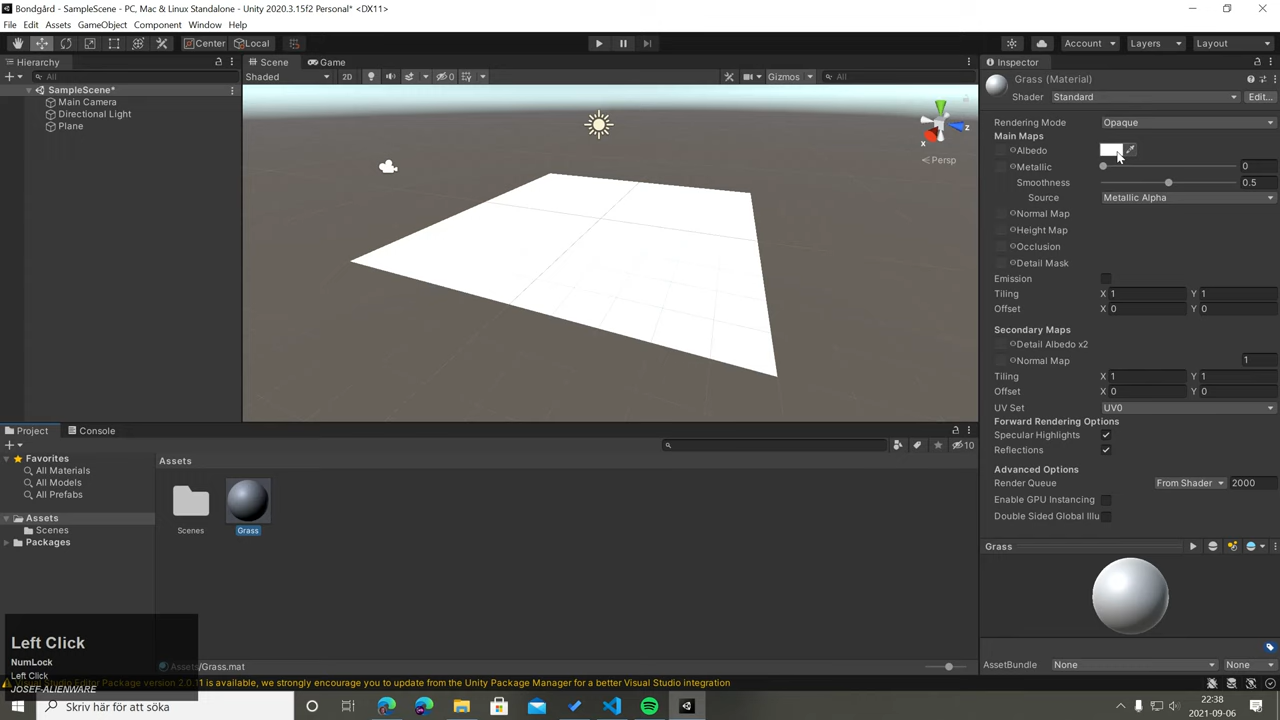 Bondgård - SampleScene - PC, Mac & Linux Standalone - Unity 2020.3.15f2 Personal* <DX11>
File Edit Assets GameObject Component Window Help
Center Local Account Layers Layout
Hierarchy
All
SampleScene*
Main Camera
Directional Light
Plane
Scene Game
Shaded 2D Gizmos All
x z
Persp
Inspector
Grass (Material)
Shader Standard Edit...
Rendering Mode Opaque
Main Maps
Albedo
Metallic 0
Smoothness 0.5
Source Metallic Alpha
Normal Map
Height Map
Occlusion
Detail Mask
Emission
Tiling X 1 Y 1
Offset X 0 Y 0
Secondary Maps
Detail Albedo x2
Normal Map 1
Tiling X 1 Y 1
Offset X 0 Y 0
UV Set UV0
Forward Rendering Options
Specular Highlights
Reflections
Advanced Options
Render Queue From Shader 2000
Enable GPU Instancing
Double Sided Global Illu
Grass
AssetBundle None None
Project Console
10
Favorites
All Materials
All Models
All Prefabs
Assets
Scenes
Packages
Assets
Scenes
Grass
Assets/Grass.mat
Visual Studio Editor Package version 2.0.11 is available, we strongly encourage you to update from the Unity Package Manager for a better Visual Studio integration
Left Click
NumLock
Left Click
JOSEF-ALIENWARE
Skriv här för att söka
22:38
2021-09-06